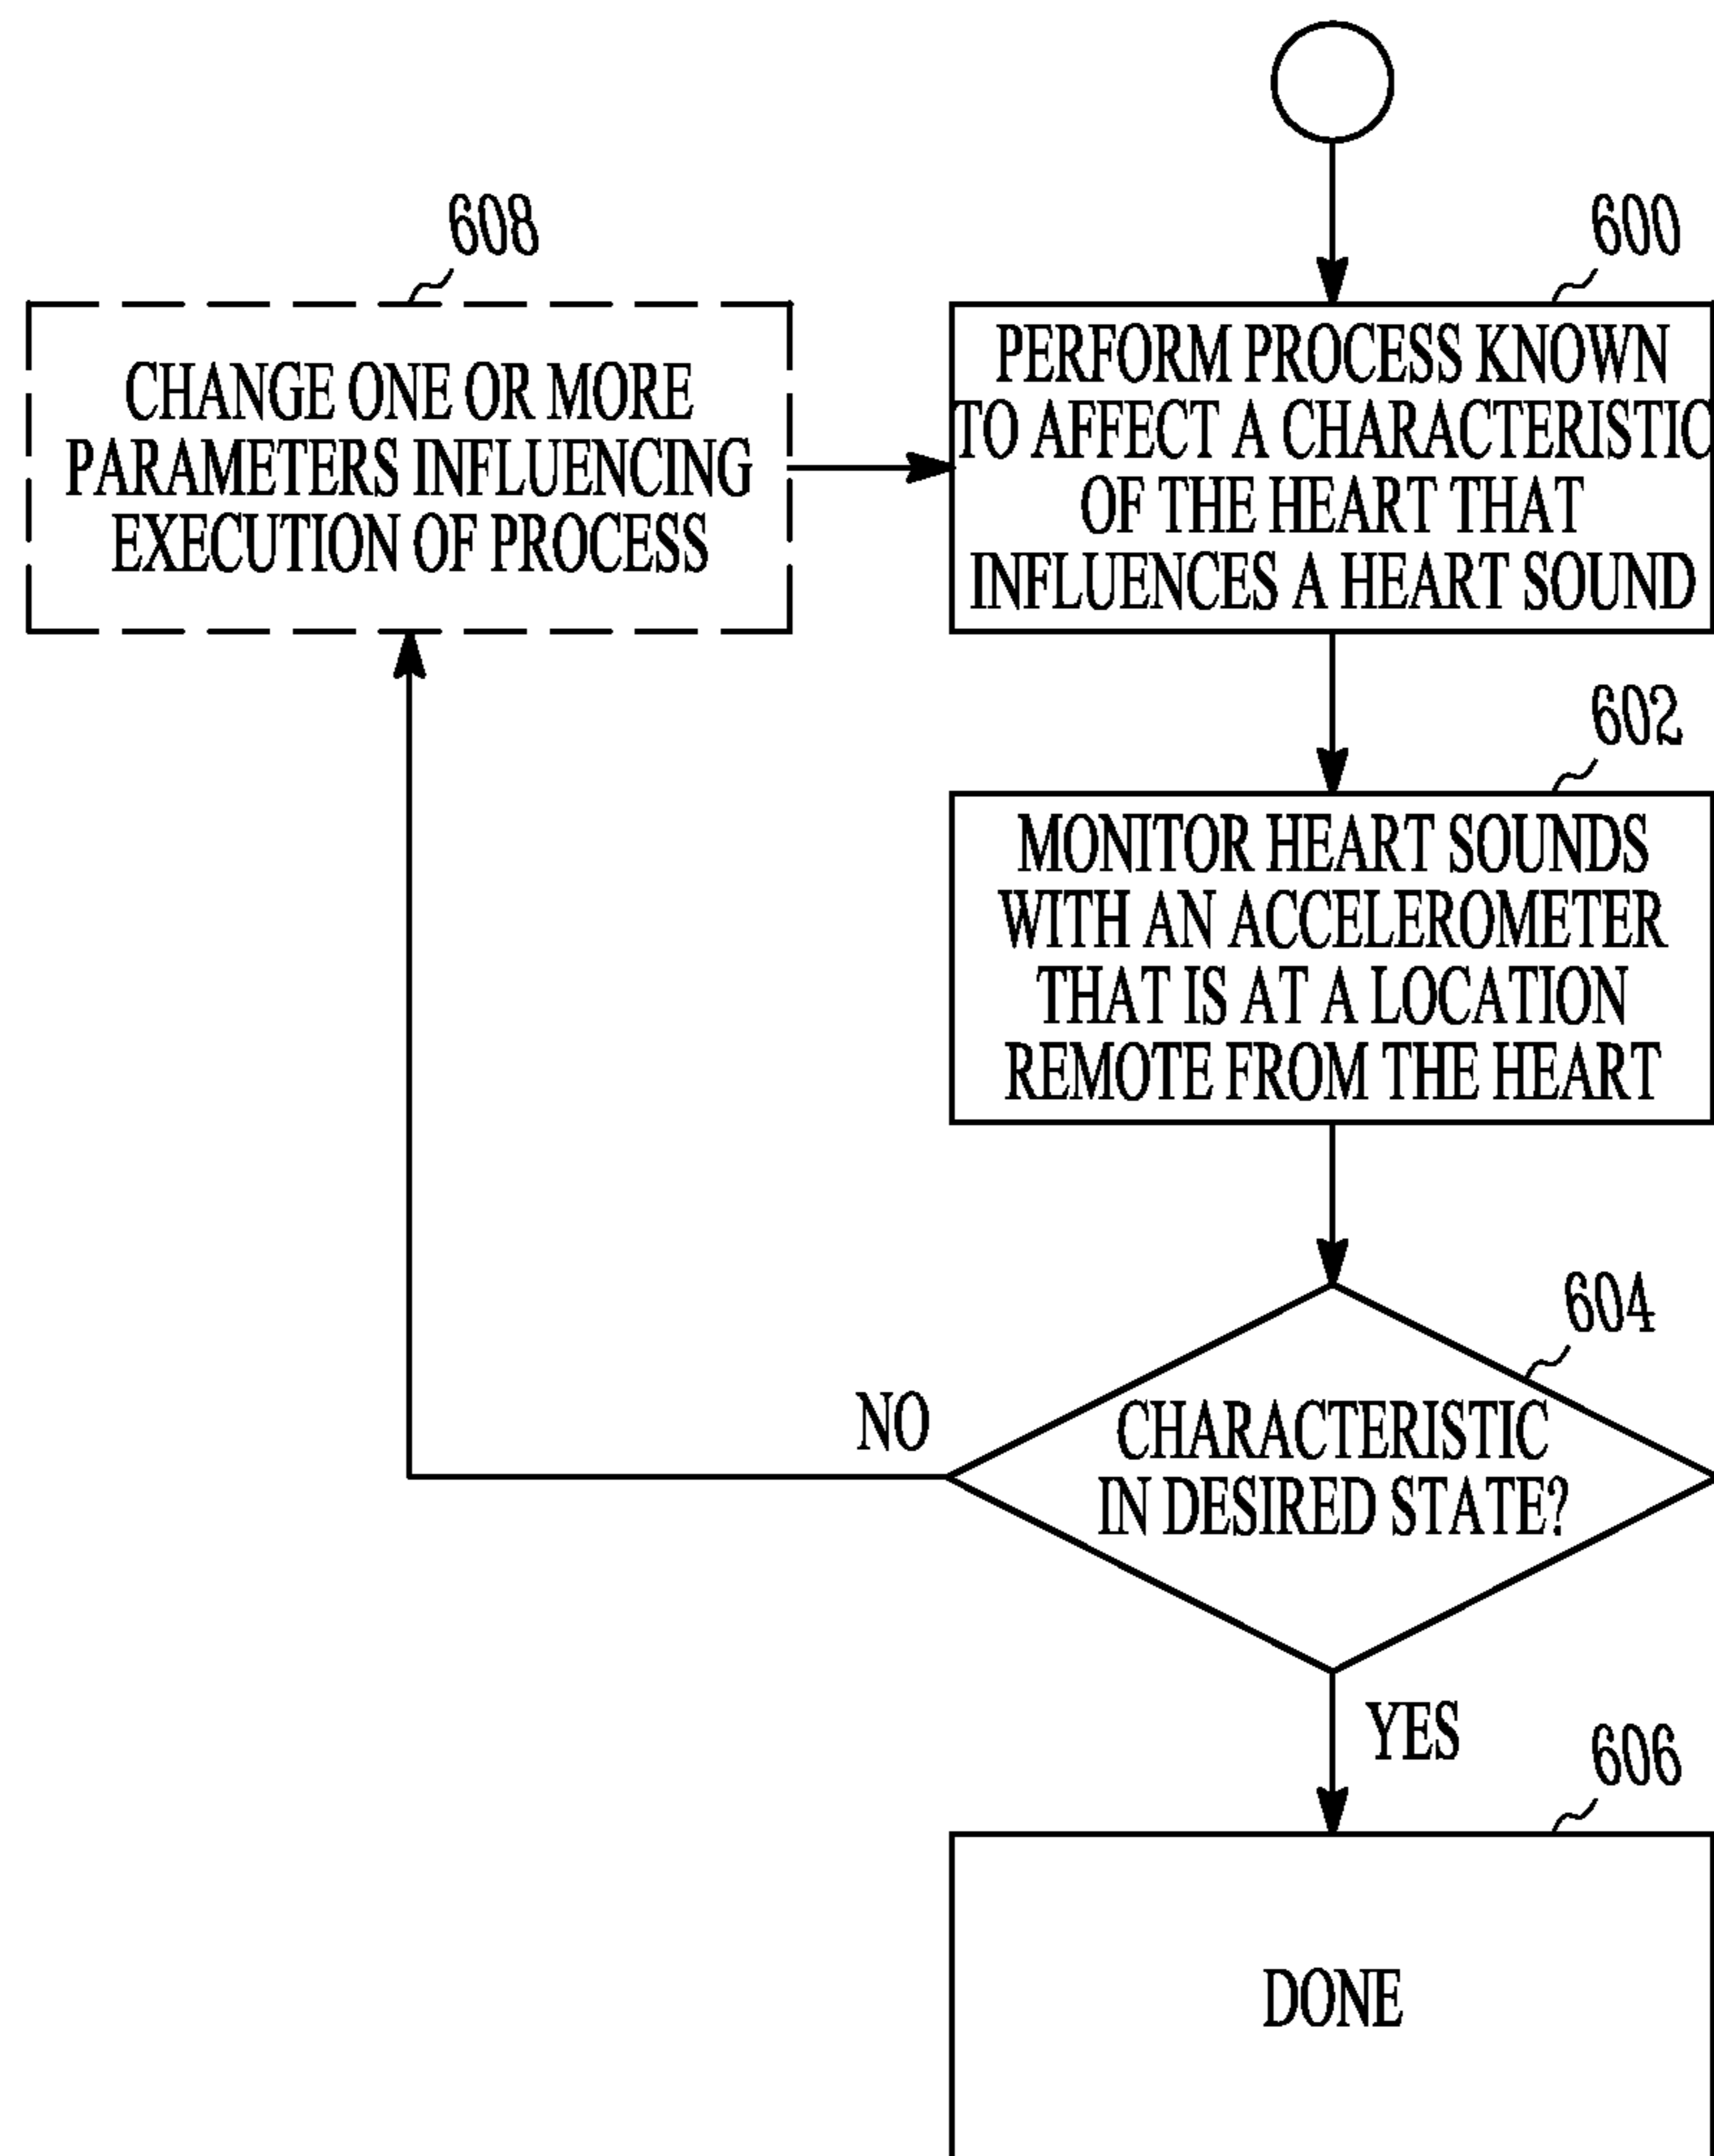 600
PERFORM PROCESS KNOWN
TO AFFECT A CHARACTERISTIC
OF THE HEART THAT
INFLUENCES A HEART SOUND
608
CHANGE ONE OR MORE
PARAMETERS INFLUENCING
EXECUTION OF PROCESS
602
MONITOR HEART SOUNDS
WITH AN ACCELEROMETER
THAT IS AT A LOCATION
REMOTE FROM THE HEART
604
CHARACTERISTIC
IN DESIRED STATE?
NO
YES
606
DONE